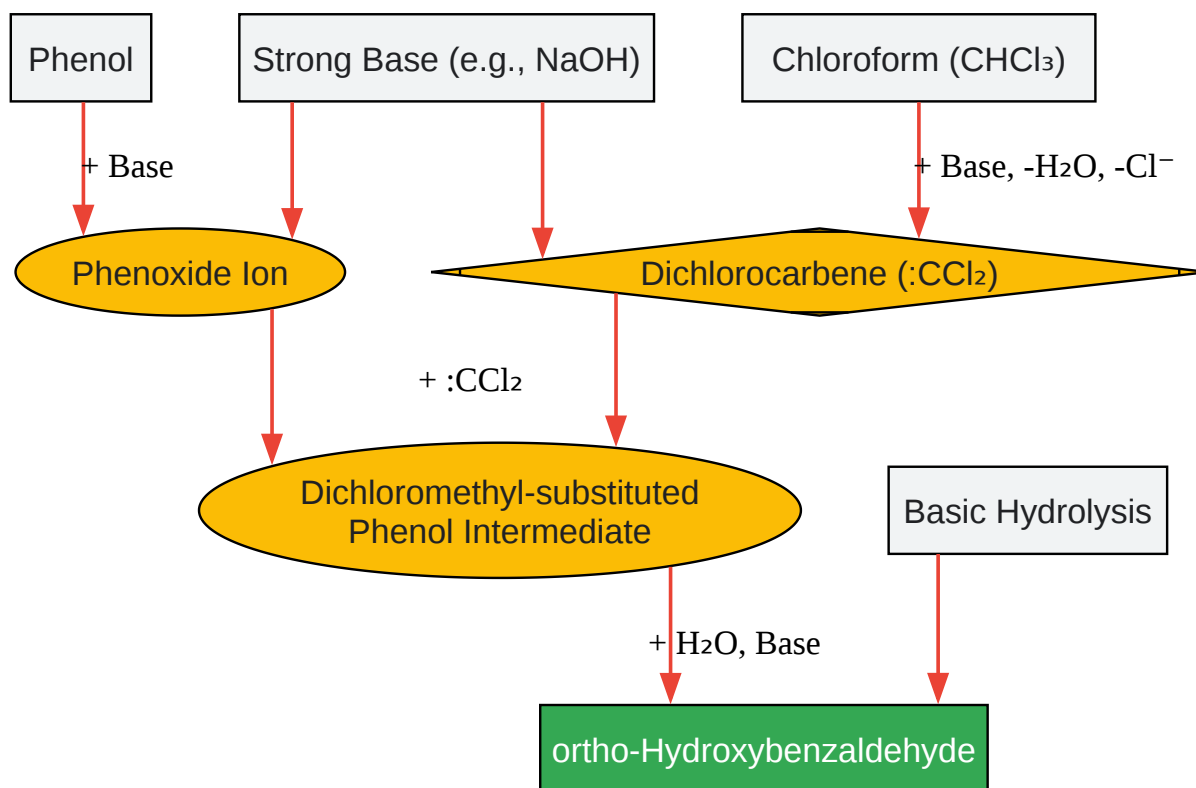 Phenol
Strong Base (e.g., NaOH)
Chloroform (CHCl₃)
+ Base
+ Base, -H₂O, -Cl⁻
Phenoxide Ion
Dichlorocarbene (:CCl₂)
+ :CCl₂
Dichloromethyl-substituted
Phenol Intermediate
Basic Hydrolysis
+ H₂O, Base
ortho-Hydroxybenzaldehyde